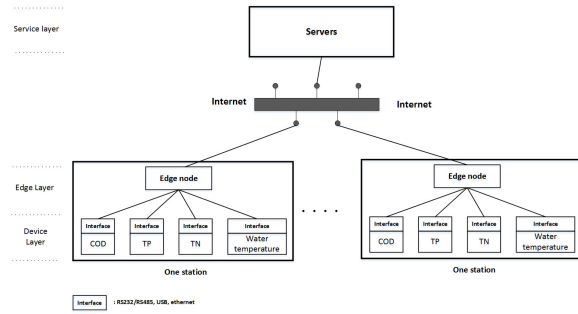 Service layer
Servers
Internet
Internet
Edge Layer
Edge node
Edge node
Device
Layer
Interface
COD
Interface
TP
Interface
TN
Interface
Water
temperature
. . . .
Interface
COD
Interface
TP
Interface
TN
Interface
Water
temperature
One station
One station
Interface : RS232/RS485, USB, ethernet